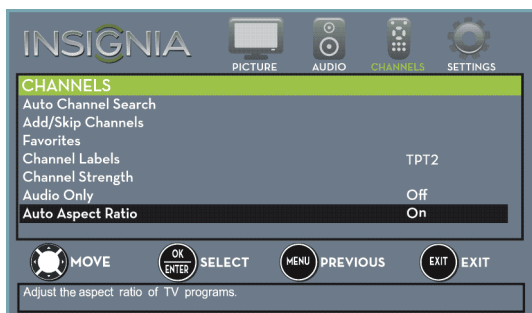 INSIGNIA
PICTURE AUDIO CHANNELS SETTINGS
CHANNELS
Auto Channel Search
Add/Skip Channels
Favorites
Channel Labels TPT2
Channel Strength
Audio Only Off
Auto Aspect Ratio On
MOVE OK ENTER SELECT MENU PREVIOUS EXIT EXIT
Adjust the aspect ratio of TV programs.